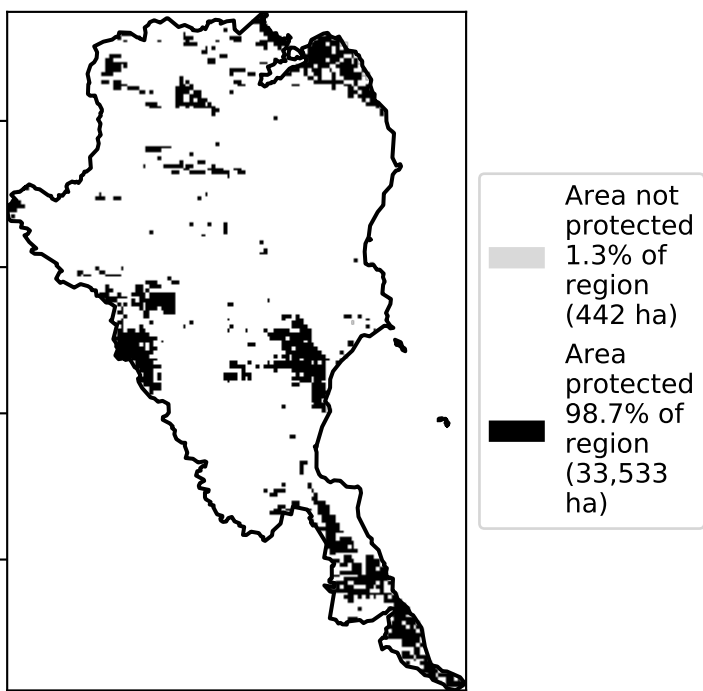 Area not
protected
1.3% of
region
(442 ha)
Area
protected
98.7% of
region
(33,533
ha)